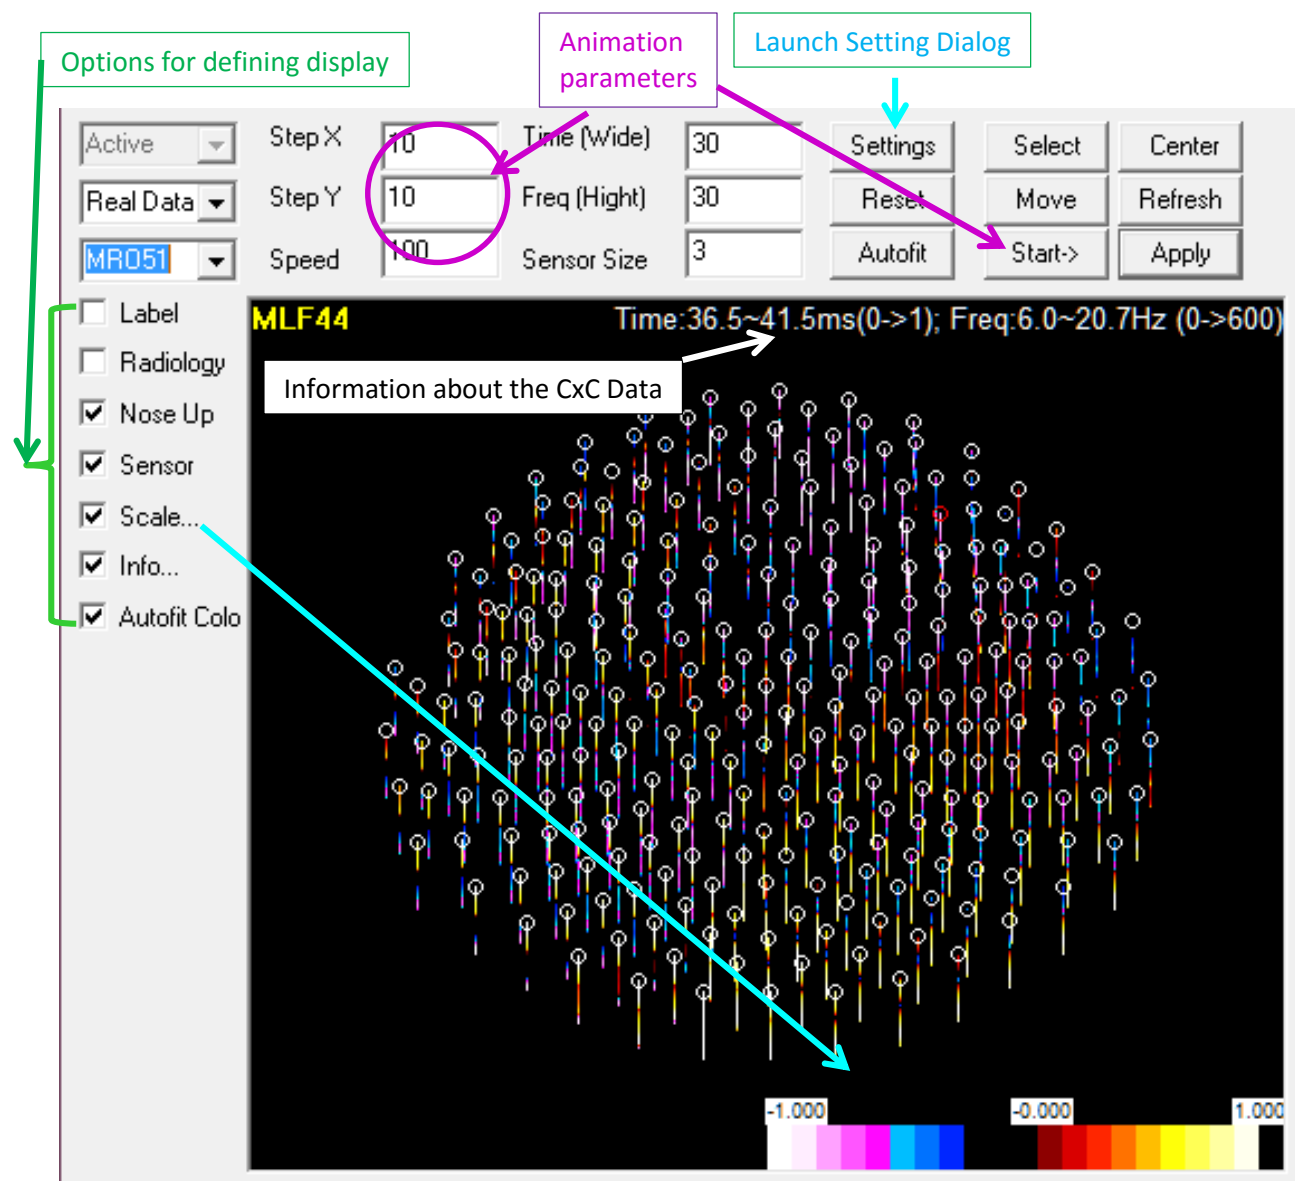 Options for defining display
Animation
parameters
Launch Setting Dialog
Active
Step X
10
Time (Wide)
30
Settings
Select
Center
Real Data
Step Y
10
Freq (Hight)
30
Reset
Move
Refresh
MRO51
Speed
100
Sensor Size
3
Autofit
Start->
Apply
Label
Radiology
Nose Up
Sensor
Scale...
Info...
Autofit Colo
MLF44
Time:36.5~41.5ms(0->1); Freq:6.0~20.7Hz (0->600)
Information about the CxC Data
-1.000
-0.000
1.000